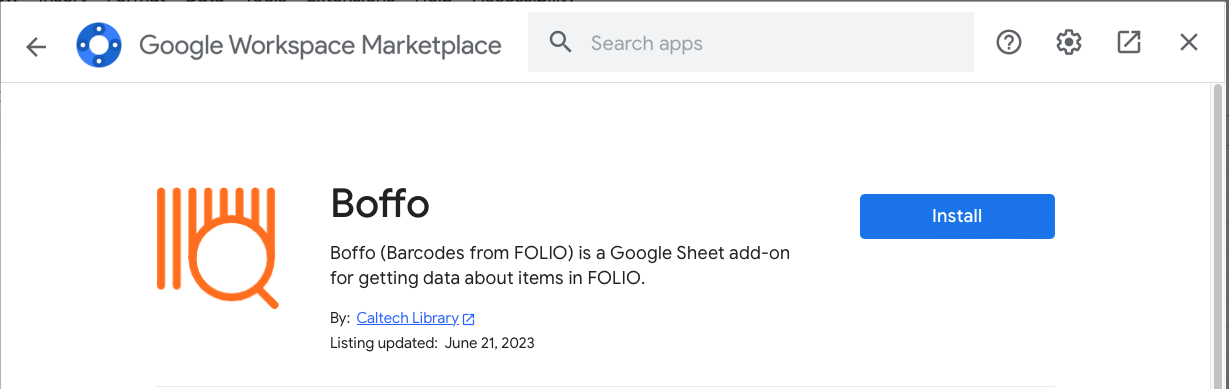 Google Workspace Marketplace
Search apps
Boffo
Install
Boffo (Barcodes from FOLIO) is a Google Sheet add-on
for getting data about items in FOLIO.
By: Caltech Library
Listing updated: June 21, 2023